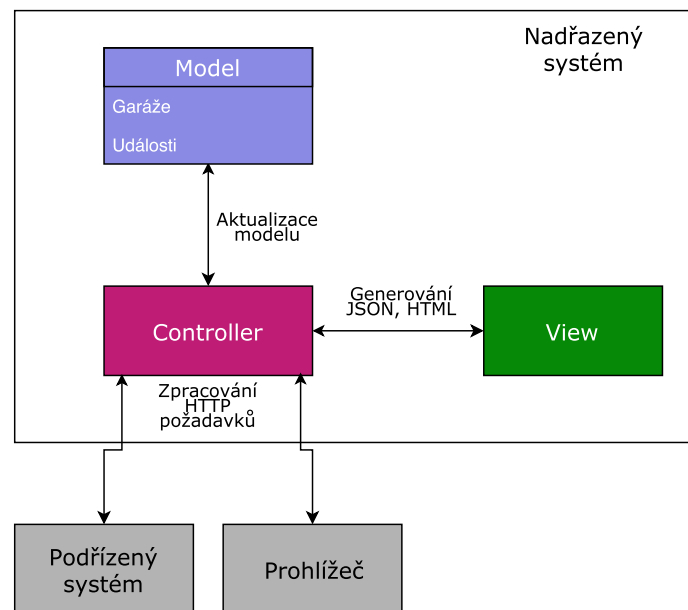 Nadřazený
systém
Model
Garáže
Události
Aktualizace
modelu
Generování
JSON, HTML
Controller
View
Zpracování
HTTP
požadavků
Podřízený
systém
Prohlížeč